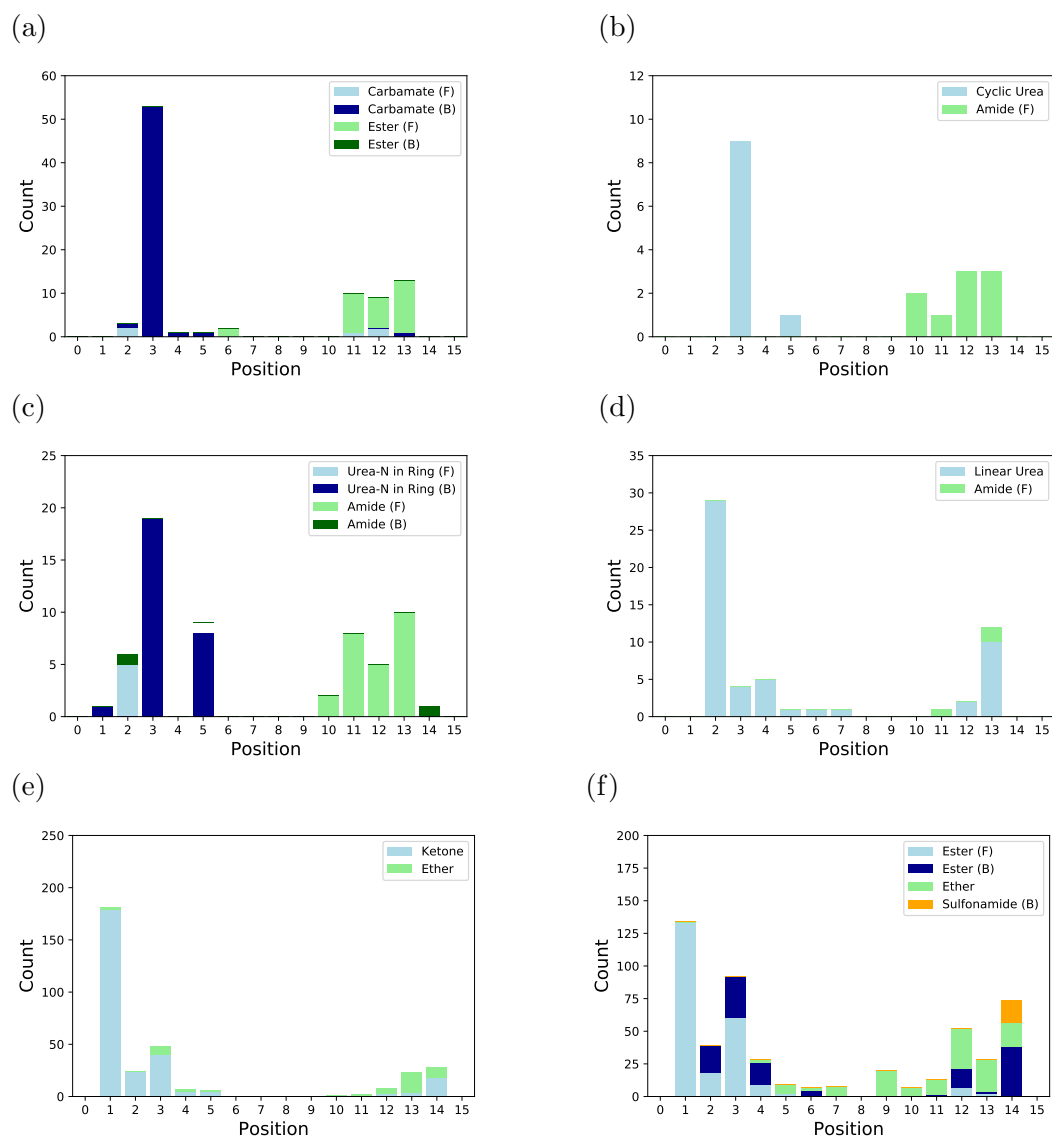 (a)
60
50
40
30
20
10
0
Count
0 1 2 3 4 5 6 7 8 9 10 11 12 13 14 15
Position
Carbamate (F)
Carbamate (B)
Ester (F)
Ester (B)
(b)
12
10
8
6
4
2
0
Count
0 1 2 3 4 5 6 7 8 9 10 11 12 13 14 15
Position
Cyclic Urea
Amide (F)
(c)
25
20
15
10
5
0
Count
0 1 2 3 4 5 6 7 8 9 10 11 12 13 14 15
Position
Urea-N in Ring (F)
Urea-N in Ring (B)
Amide (F)
Amide (B)
(d)
35
30
25
20
15
10
5
0
Count
0 1 2 3 4 5 6 7 8 9 10 11 12 13 14 15
Position
Linear Urea
Amide (F)
(e)
250
200
150
100
50
0
Count
0 1 2 3 4 5 6 7 8 9 10 11 12 13 14 15
Position
Ketone
Ether
(f)
200
175
150
125
100
75
50
25
0
Count
0 1 2 3 4 5 6 7 8 9 10 11 12 13 14 15
Position
Ester (F)
Ester (B)
Ether
Sulfonamide (B)